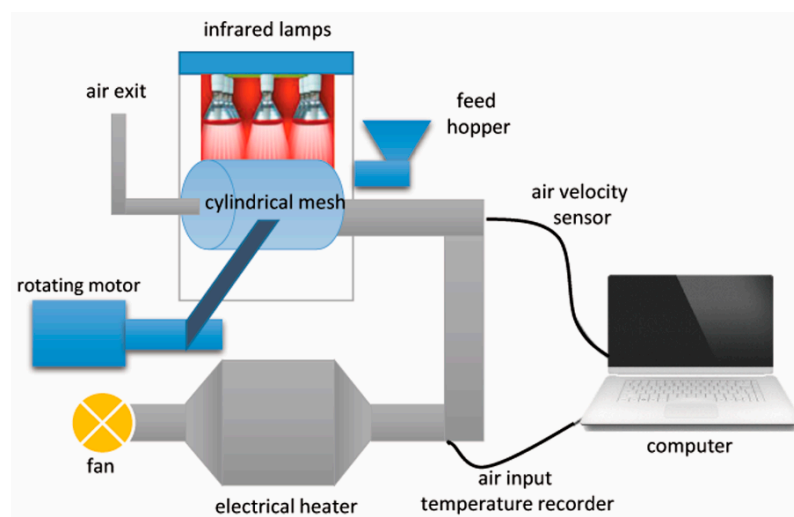 infrared lamps
air exit
feed
hopper
cylindrical mesh
air velocity
sensor
rotating motor
computer
fan
air input
temperature recorder
electrical heater